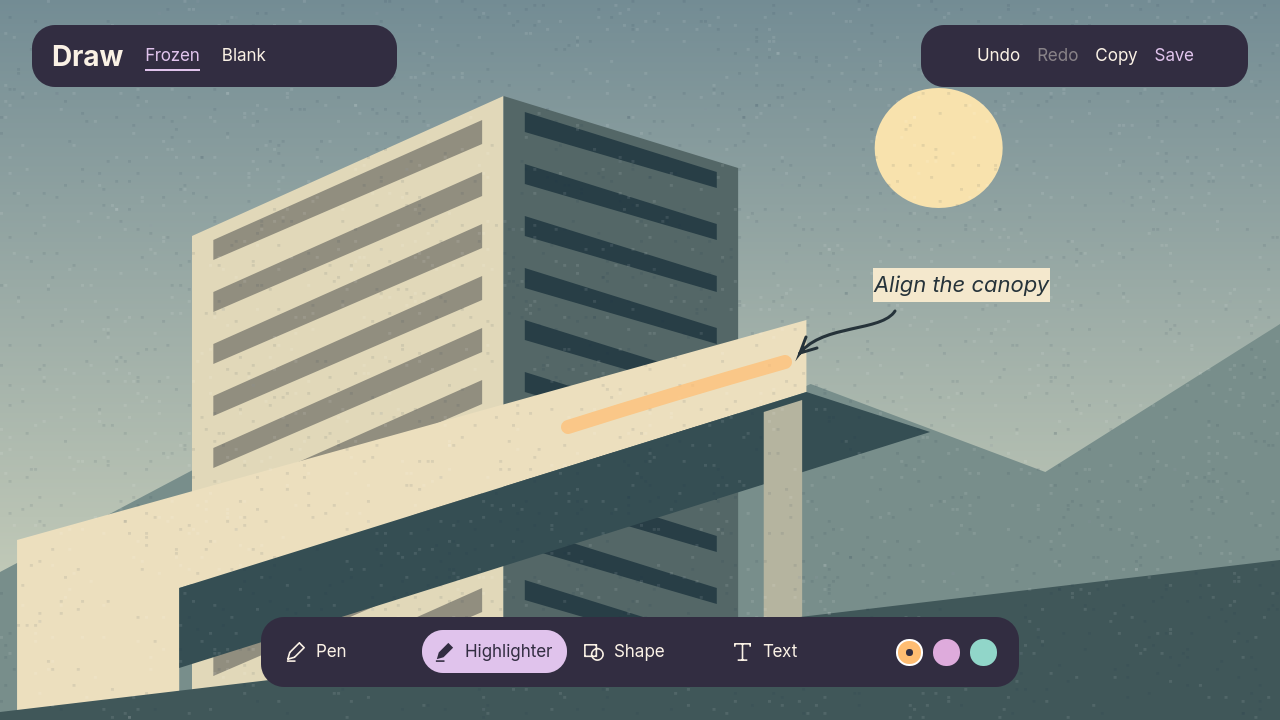 Draw Frozen Blank
Undo Redo Copy Save
Align the canopy
Pen Highlighter Shape Text